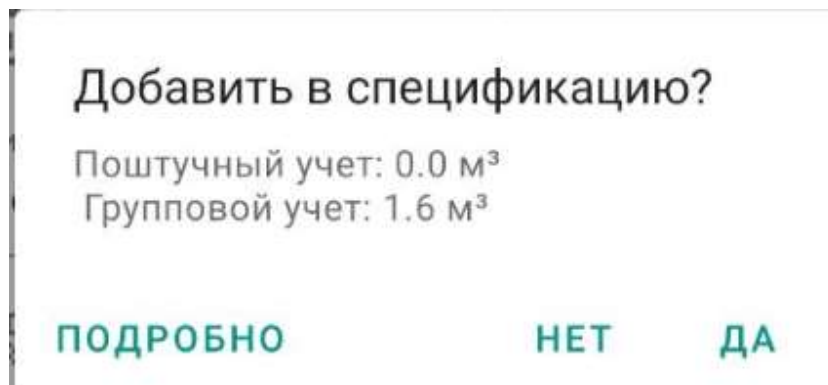 Добавить в спецификацию?
Поштучный учет: 0.0 м³
Групповой учет: 1.6 м³
ПОДРОБНО НЕТ ДА